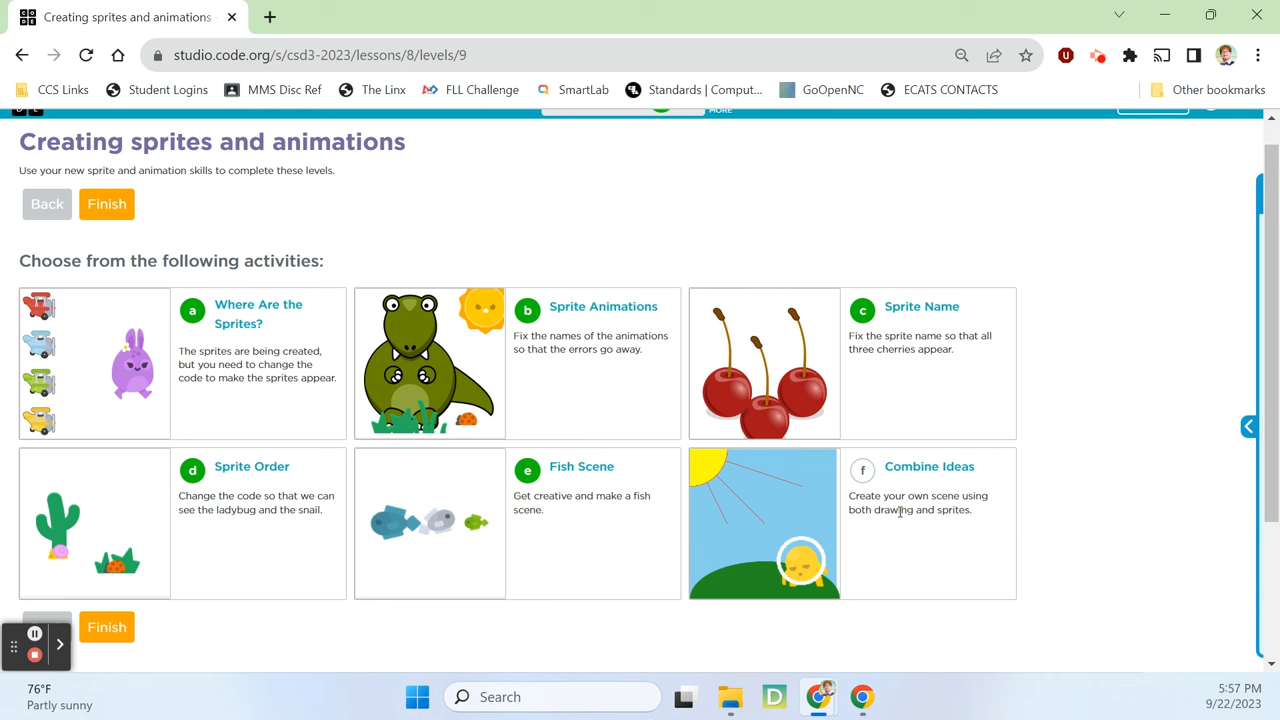 Creating sprites and animations
studio.code.org/s/csd3-2023/lessons/8/levels/9
CCS Links
Student Logins
MMS Disc Ref
The Linx
FLL Challenge
SmartLab
Standards | Comput...
GoOpenNC
ECATS CONTACTS
Other bookmarks
MORE
Creating sprites and animations
Use your new sprite and animation skills to complete these levels.
Back
Finish
Choose from the following activities:
a
Where Are the
Sprites?
The sprites are being created,
but you need to change the
code to make the sprites appear.
b
Sprite Animations
Fix the names of the animations
so that the errors go away.
c
Sprite Name
Fix the sprite name so that all
three cherries appear.
d
Sprite Order
Change the code so that we can
see the ladybug and the snail.
e
Fish Scene
Get creative and make a fish
scene.
f
Combine Ideas
Create your own scene using
both drawing and sprites.
Finish
76°F
Partly sunny
Search
D
5:57 PM
9/22/2023